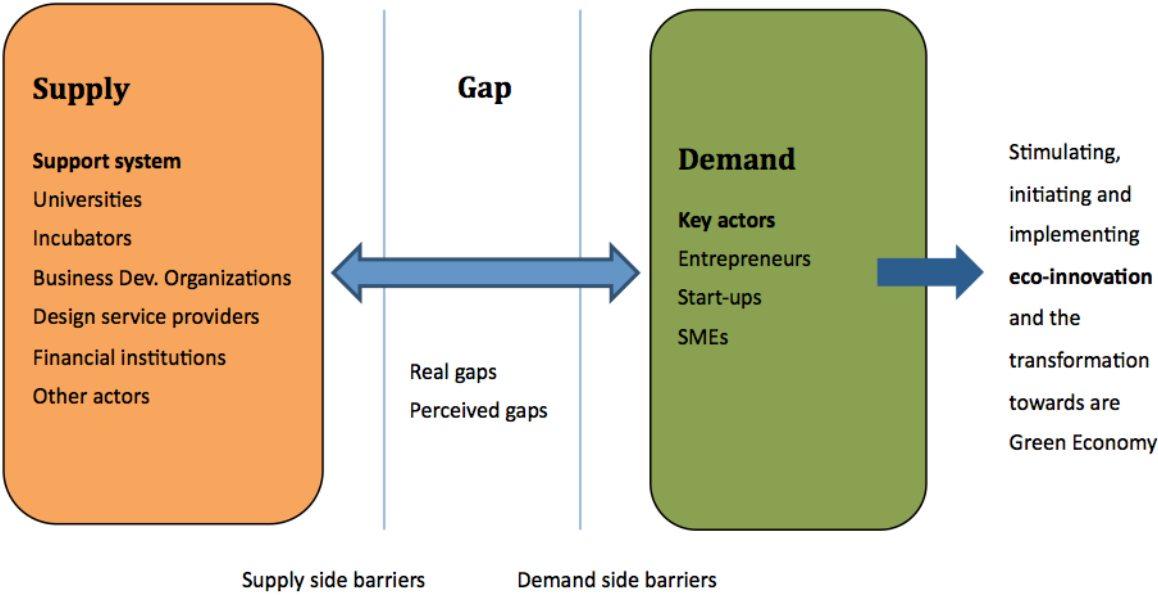 Supply
Support system
Universities
Incubators
Business Dev. Organizations
Design service providers
Financial institutions
Other actors
Gap
Real gaps
Perceived gaps
Demand
Key actors
Entrepreneurs
Start-ups
SMEs
Stimulating,
initiating and
implementing
eco-innovation
and the
transformation
towards are
Green Economy
Supply side barriers
Demand side barriers